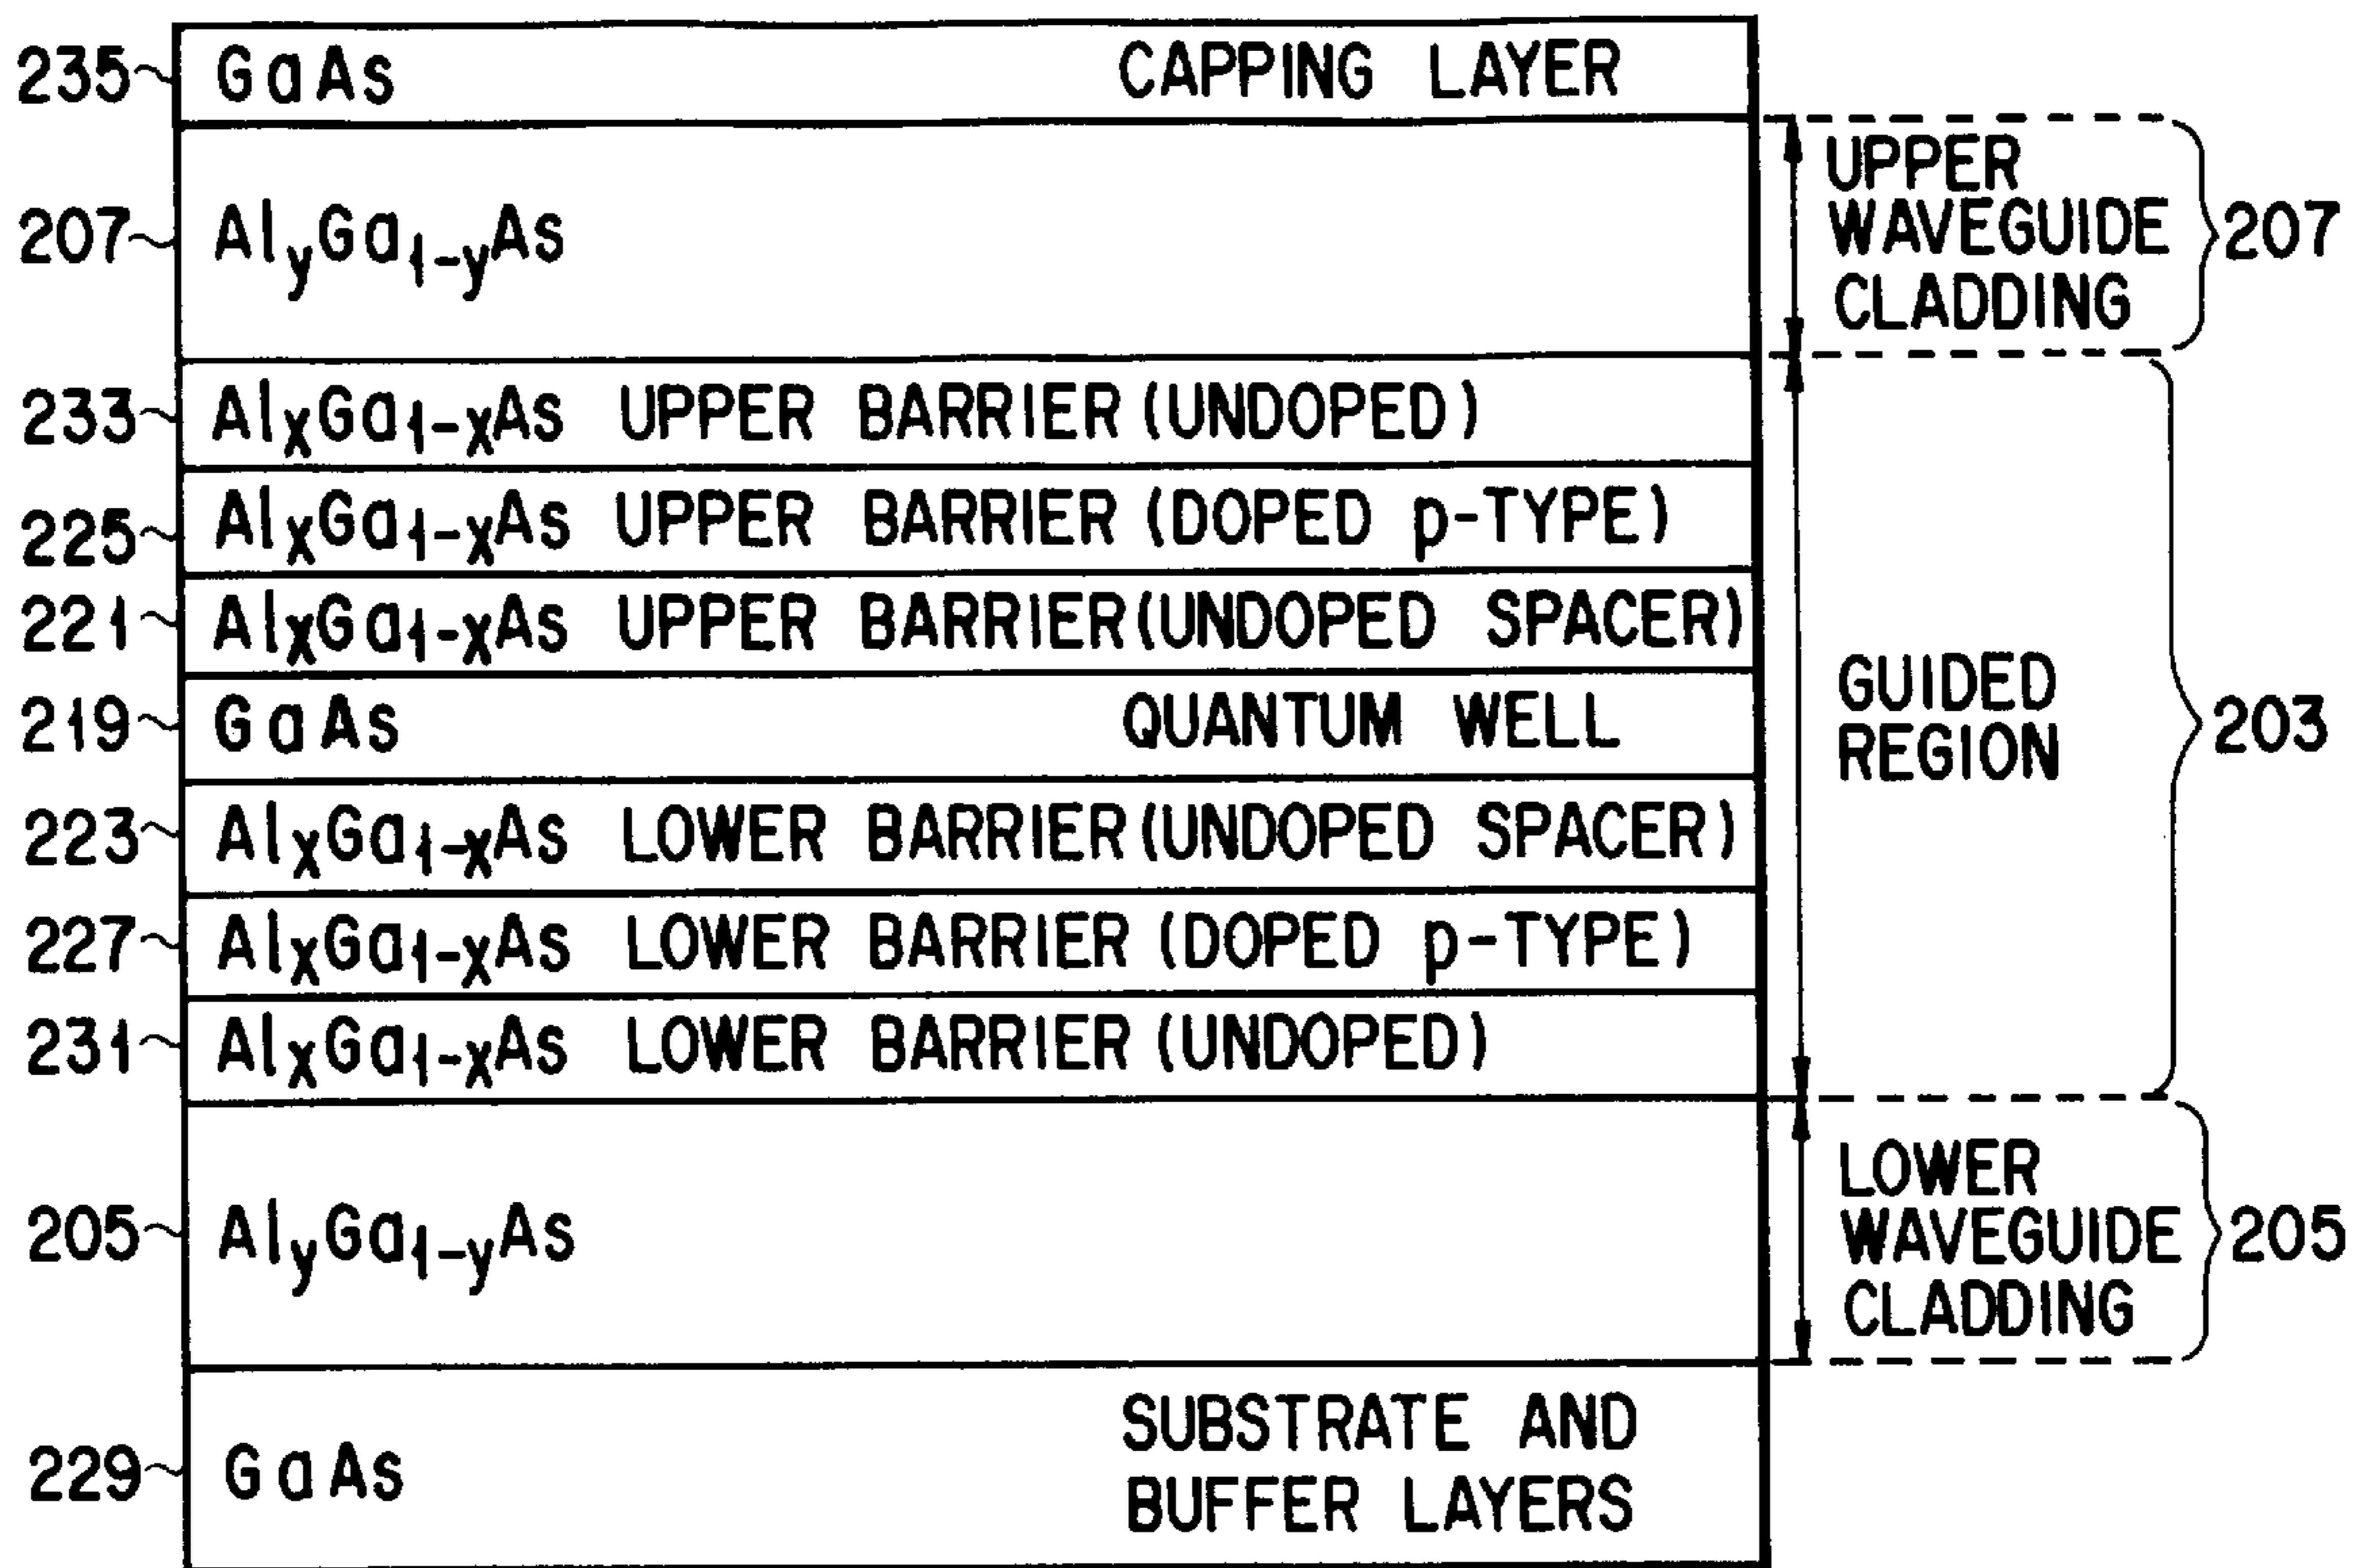 235 GaAs CAPPING LAYER
207 AlyGa1-yAs
UPPER
WAVEGUIDE
CLADDING
207
233 AlXGa1-XAs UPPER BARRIER (UNDOPED)
225 AlXGa1-XAs UPPER BARRIER (DOPED p-TYPE)
221 AlXGa1-XAs UPPER BARRIER (UNDOPED SPACER)
219 GaAs QUANTUM WELL
GUIDED
REGION
203
223 AlXGa1-XAs LOWER BARRIER (UNDOPED SPACER)
227 AlXGa1-XAs LOWER BARRIER (DOPED p-TYPE)
231 AlXGa1-XAs LOWER BARRIER (UNDOPED)
205 AlyGa1-yAs
LOWER
WAVEGUIDE
CLADDING
205
229 GaAs SUBSTRATE AND
BUFFER LAYERS